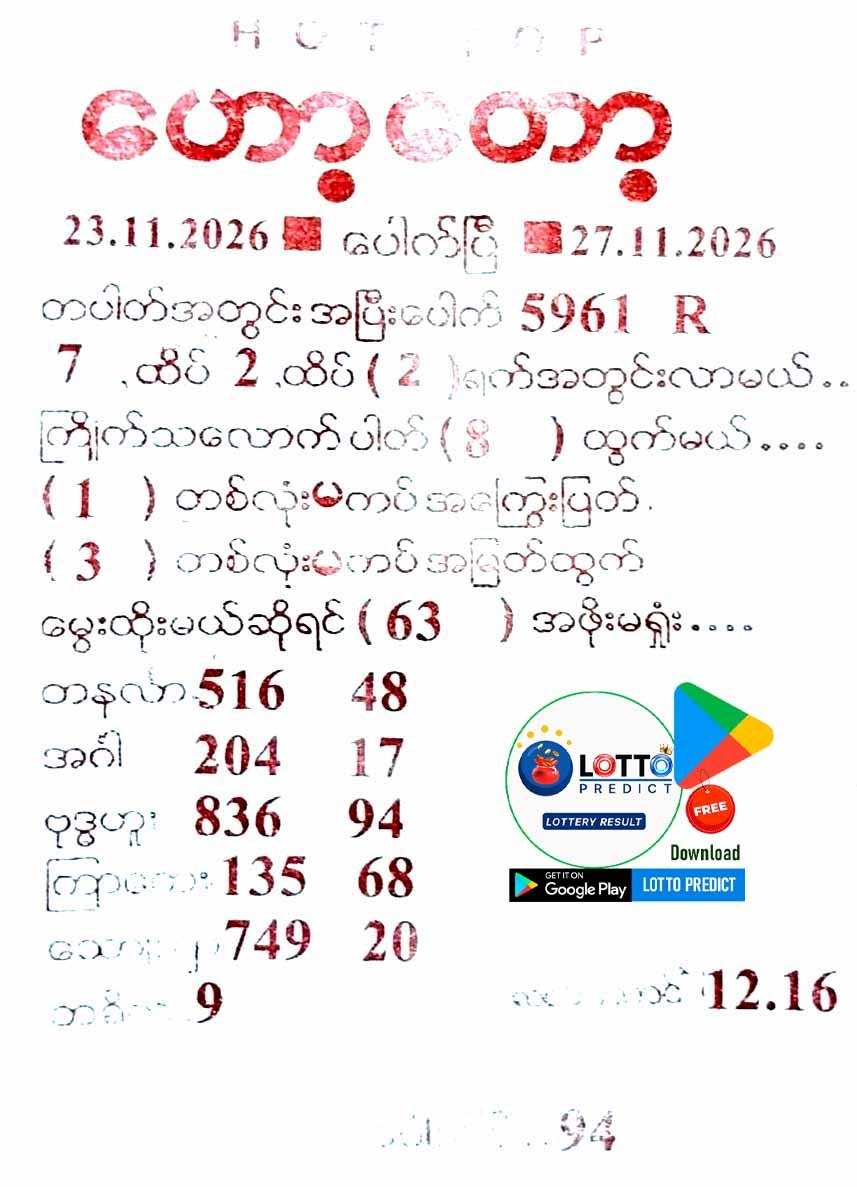 ဟော့တော့
23.11.2026 ပေါက်ပြီ 27.11.2026
တပါတ်အတွင်း အပြီးပေါက် 5961 R
7 ,ထိပ် 2 ,ထိပ် ( 2 ) ရက်အတွင်းလာမယ်..
ကြိုက်သလောက် ပါတ် ( 8 ) ထွက်မယ်....
( 1 ) တစ်လုံးမကပ် အကြွေးပြတ်.
( 3 ) တစ်လုံးမကပ် အမြတ်ထွက်
မွေးထိုးမယ်ဆိုရင် ( 63 ) အဖိုးမရှုံး....
တနင်္လာ 516 48
အင်္ဂါ 204 17
ဗုဒ္ဓဟူး 836 94
135 68
749 20
9
12.16
94
LOTTO
PREDICT
LOTTERY RESULT
FREE
Download
GET IT ON
Google Play LOTTO PREDICT